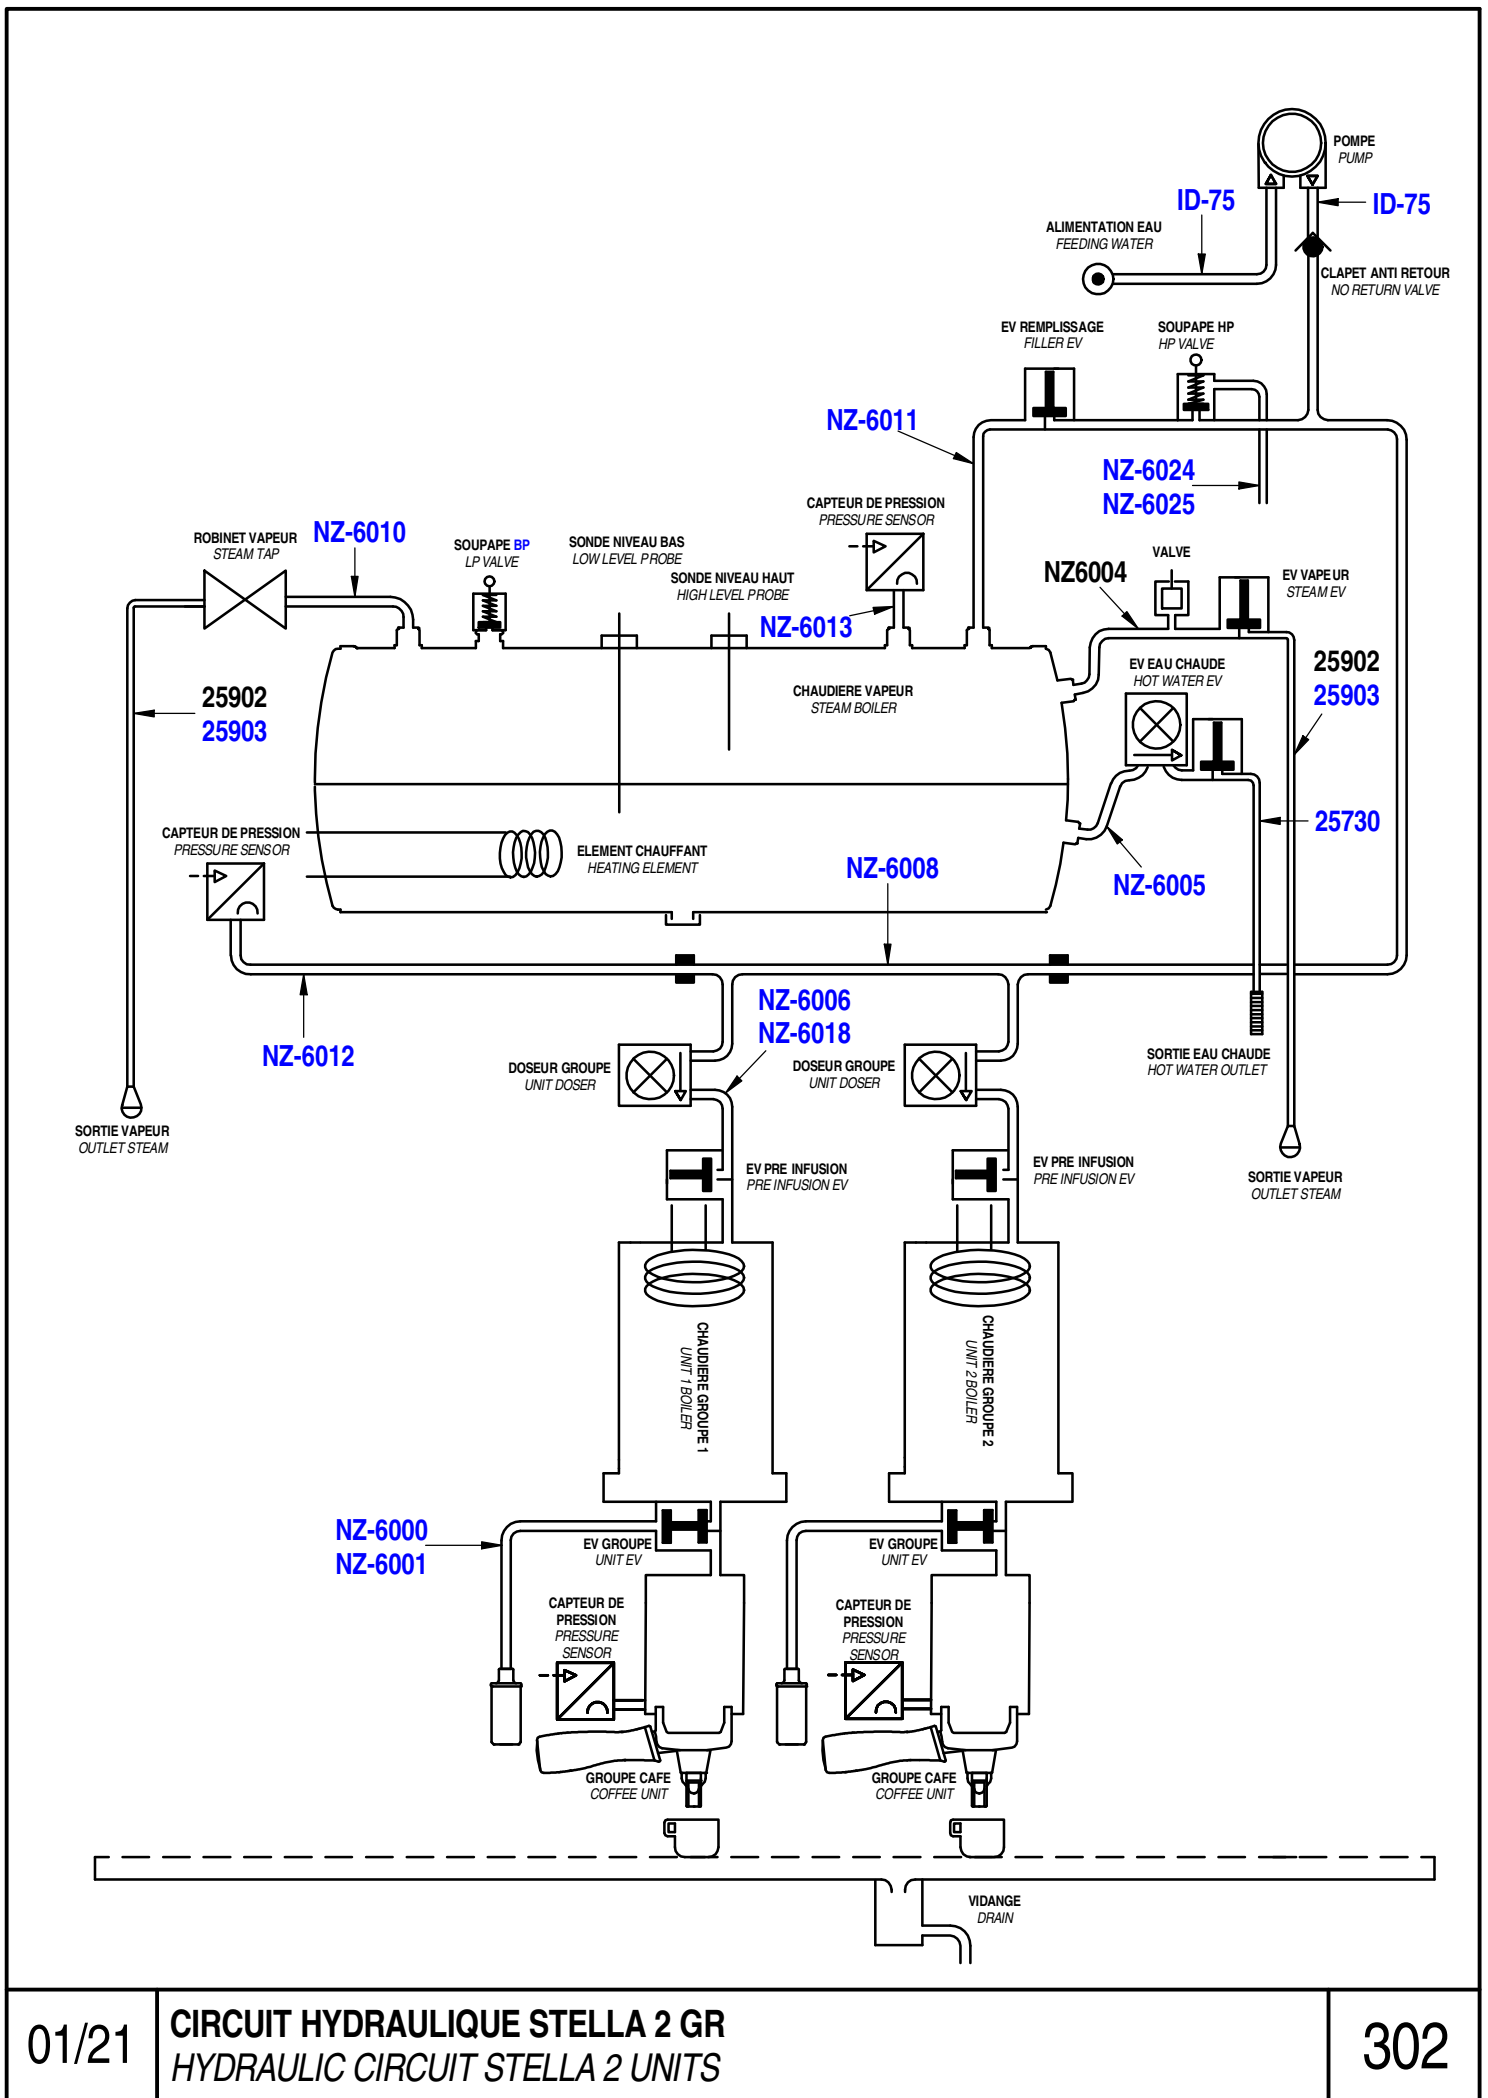 POMPE
PUMP
ID-75
ID-75
ALIMENTATION EAU
FEEDING WATER
CLAPET ANTI RETOUR
NO RETURN VALVE
EV REMPLISSAGE
FILLER EV
SOUPAPE HP
HP VALVE
NZ-6011
NZ-6024
NZ-6025
CAPTEUR DE PRESSION
PRESSURE SENSOR
ROBINET VAPEUR
STEAM TAP
NZ-6010
SOUPAPE BP
LP VALVE
SONDE NIVEAU BAS
LOW LEVEL PROBE
SONDE NIVEAU HAUT
HIGH LEVEL PROBE
NZ-6013
NZ6004
VALVE
EV VAPEUR
STEAM EV
EV EAU CHAUDE
HOT WATER EV
25902
25903
25902
25903
CHAUDIERE VAPEUR
STEAM BOILER
25730
CAPTEUR DE PRESSION
PRESSURE SENSOR
ELEMENT CHAUFFANT
HEATING ELEMENT
NZ-6008
NZ-6005
NZ-6012
NZ-6006
NZ-6018
DOSEUR GROUPE
UNIT DOSER
DOSEUR GROUPE
UNIT DOSER
SORTIE EAU CHAUDE
HOT WATER OUTLET
SORTIE VAPEUR
OUTLET STEAM
SORTIE VAPEUR
OUTLET STEAM
EV PRE INFUSION
PRE INFUSION EV
EV PRE INFUSION
PRE INFUSION EV
CHAUDIERE GROUPE 1
UNIT 1 BOILER
CHAUDIERE GROUPE 2
UNIT 2 BOILER
NZ-6000
NZ-6001
EV GROUPE
UNIT EV
EV GROUPE
UNIT EV
CAPTEUR DE
PRESSION
PRESSURE
SENSOR
CAPTEUR DE
PRESSION
PRESSURE
SENSOR
GROUPE CAFE
COFFEE UNIT
GROUPE CAFE
COFFEE UNIT
VIDANGE
DRAIN
01/21
CIRCUIT HYDRAULIQUE STELLA 2 GR
HYDRAULIC CIRCUIT STELLA 2 UNITS
302